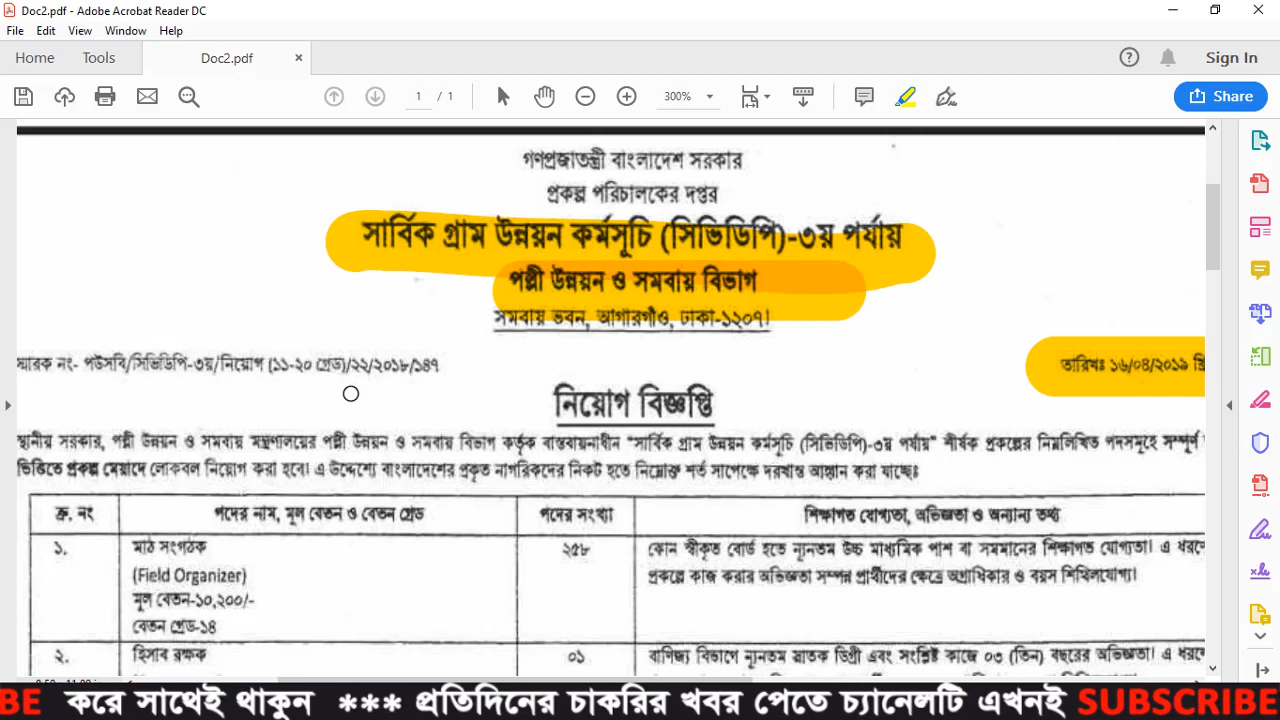 Doc2.pdf - Adobe Acrobat Reader DC
File Edit View Window Help
Home Tools Doc2.pdf × Sign In
1 / 1 300% Share
গণপ্রজাতন্ত্রী বাংলাদেশ সরকার
প্রকল্প পরিচালকের দপ্তর
সার্বিক গ্রাম উন্নয়ন কর্মসূচি (সিভিডিপি)-৩য় পর্যায়
পল্লী উন্নয়ন ও সমবায় বিভাগ
সমবায় ভবন, আগারগাঁও, ঢাকা-১২০৭।
স্মারক নং- পউসবি/সিভিডিপি-৩য়/নিয়োগ (১১-২০ গ্রেড)/২২/২০১৮/১৪৭ তারিখঃ ১৬/০৪/২০১৯
নিয়োগ বিজ্ঞপ্তি
স্থানীয় সরকার, পল্লী উন্নয়ন ও সমবায় মন্ত্রণালয়ের পল্লী উন্নয়ন ও সমবায় বিভাগ কর্তৃক বাস্তবায়নাধীন "সার্বিক গ্রাম উন্নয়ন কর্মসূচি (সিভিডিপি)-৩য় পর্যায়" শীর্ষক প্রকল্পের নিম্নলিখিত পদসমূহে সম্পূর্ণ
ভিত্তিতে প্রকল্প মেয়াদে লোকবল নিয়োগ করা হবে। এ উদ্দেশ্যে বাংলাদেশের প্রকৃত নাগরিকদের নিকট হতে নিম্নোক্ত শর্ত সাপেক্ষে দরখাস্ত আহ্বান করা যাচ্ছেঃ
ক্র. নং পদের নাম, মূল বেতন ও বেতন গ্রেড পদের সংখ্যা শিক্ষাগত যোগ্যতা, অভিজ্ঞতা ও অন্যান্য তথ্য
১. মাঠ সংগঠক ২৫৮ কোন স্বীকৃত বোর্ড হতে ন্যূনতম উচ্চ মাধ্যমিক পাশ বা সমমানের শিক্ষাগত যোগ্যতা। এ ধরণে
(Field Organizer) প্রকল্পে কাজ করার অভিজ্ঞতা সম্পন্ন প্রার্থীদের ক্ষেত্রে অগ্রাধিকার ও বয়স শিথিলযোগ্য।
মূল বেতন-১০,২০০/-
বেতন গ্রেড-১৪
২. হিসাব রক্ষক ০১ বাণিজ্য বিভাগে ন্যূনতম স্নাতক ডিগ্রী এবং সংশ্লিষ্ট কাজে ০৩ (তিন) বছরের অভিজ্ঞতা। এ ধরণে
BE করে সাথেই থাকুন *** প্রতিদিনের চাকরির খবর পেতে চ্যানেলটি এখনই SUBSCRIBE